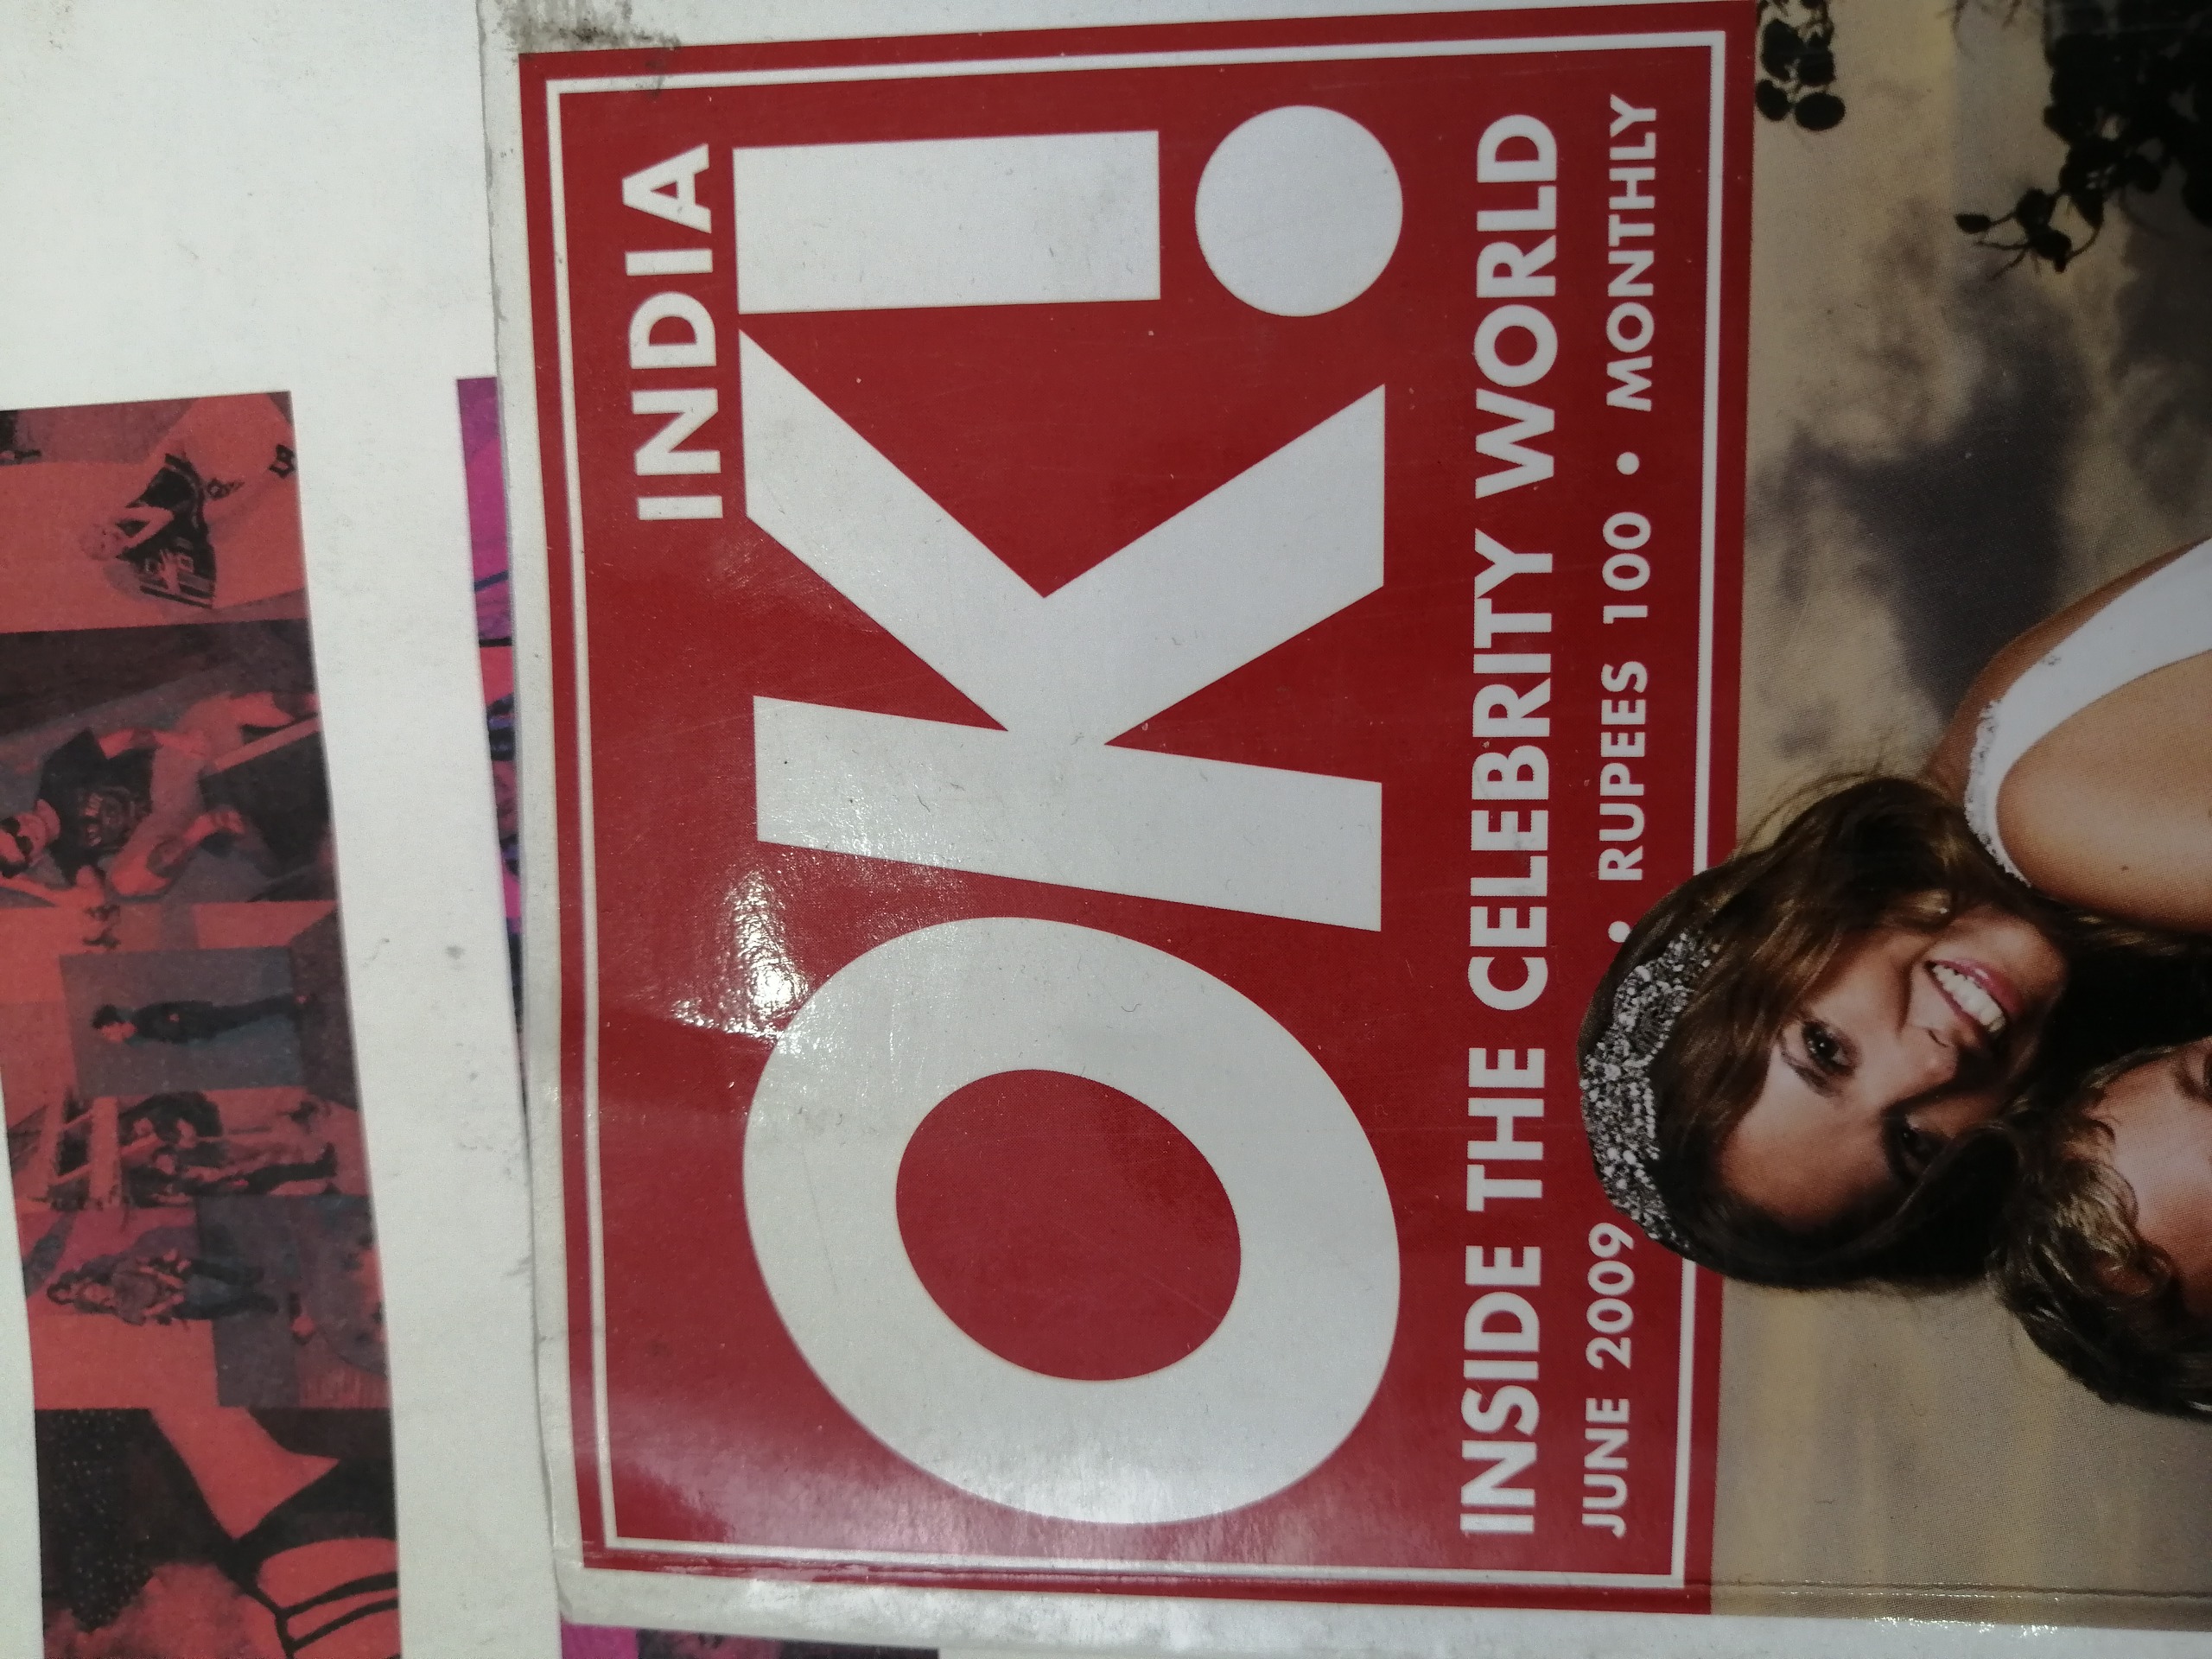 INDIA
OK!
INSIDE THE CELEBRITY WORLD
JUNE 2009 • RUPEES 100 • MONTHLY